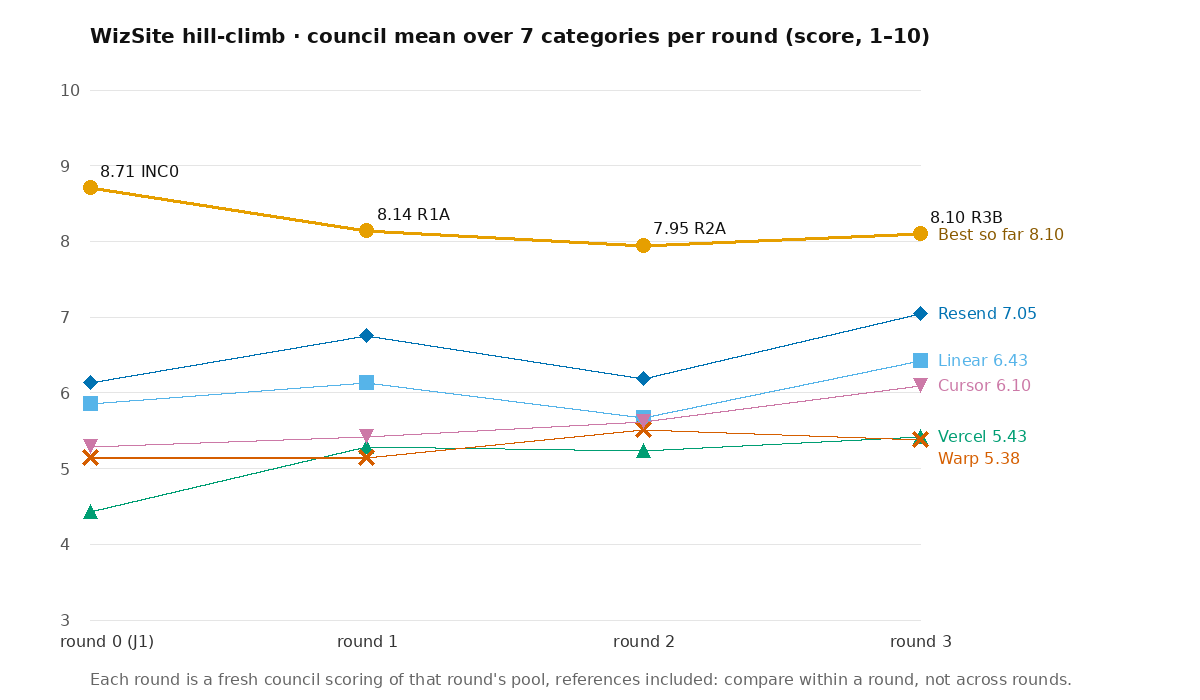 WizSite hill-climb · council mean over 7 categories per round (score, 1–10)
10
9
8.71 INC0
8.14 R1A
7.95 R2A
8.10 R3B
8
Best so far 8.10
7
Resend 7.05
6
Linear 6.43
Cursor 6.10
Vercel 5.43
5
Warp 5.38
4
3
round 0 (J1)
round 1
round 2
round 3
Each round is a fresh council scoring of that round's pool, references included: compare within a round, not across rounds.